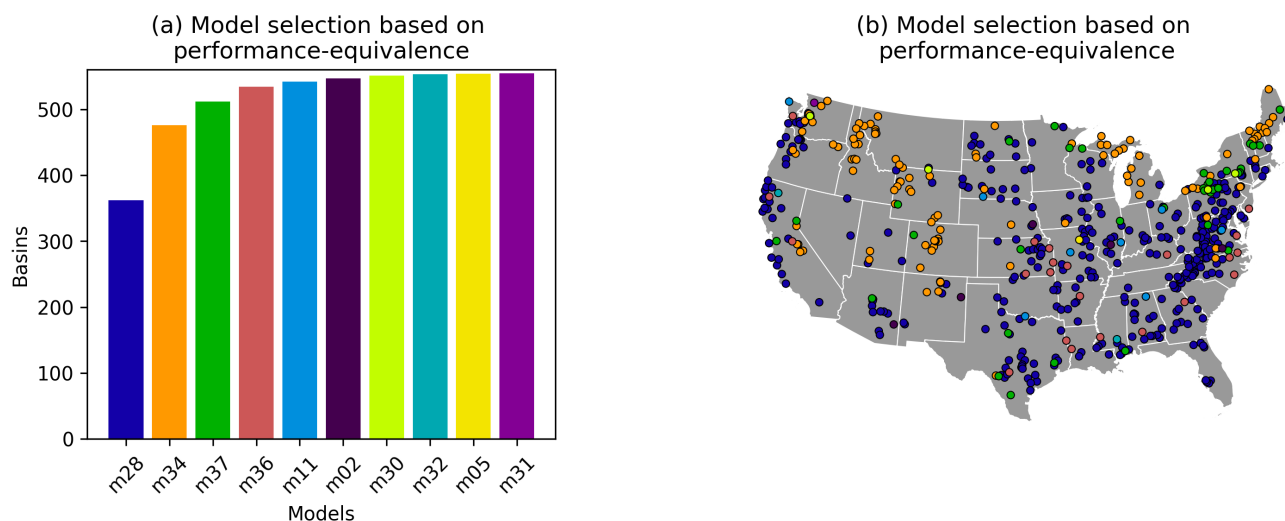 (a) Model selection based on
performance-equivalence
500
400
300
200
100
0
Basins
m28
m34
m37
m36
m11
m02
m30
m32
m05
m31
Models
(b) Model selection based on
performance-equivalence